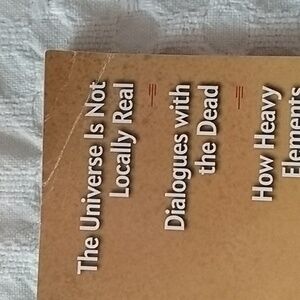 The Universe Is Not
Locally Real
Dialogues with
the Dead
How Heavy
Elements